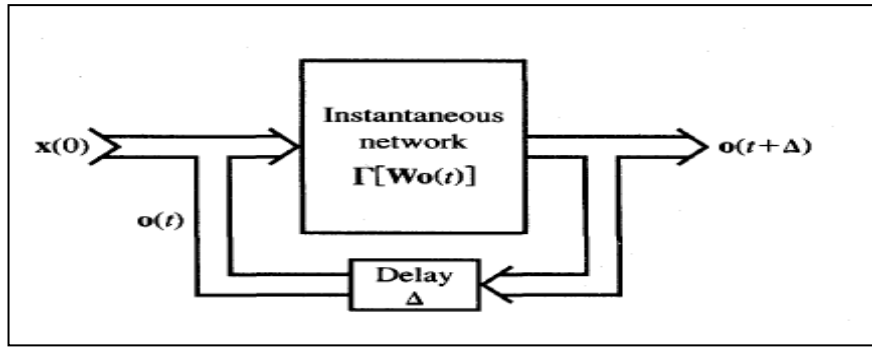 Instantaneous
network
Γ[Wo(t)]
x(0)
o(t+Δ)
o(t)
Delay
Δ